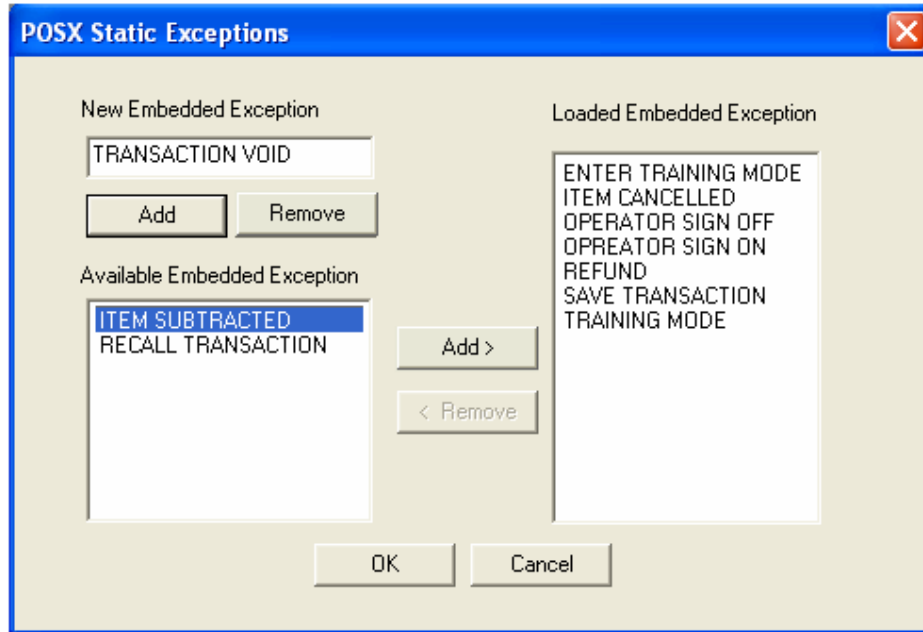 POSX Static Exceptions
New Embedded Exception
TRANSACTION VOID
Add
Remove
Available Embedded Exception
ITEM SUBTRACTED
RECALL TRANSACTION
Add >
< Remove
Loaded Embedded Exception
ENTER TRAINING MODE
ITEM CANCELLED
OPERATOR SIGN OFF
OPREATOR SIGN ON
REFUND
SAVE TRANSACTION
TRAINING MODE
OK
Cancel